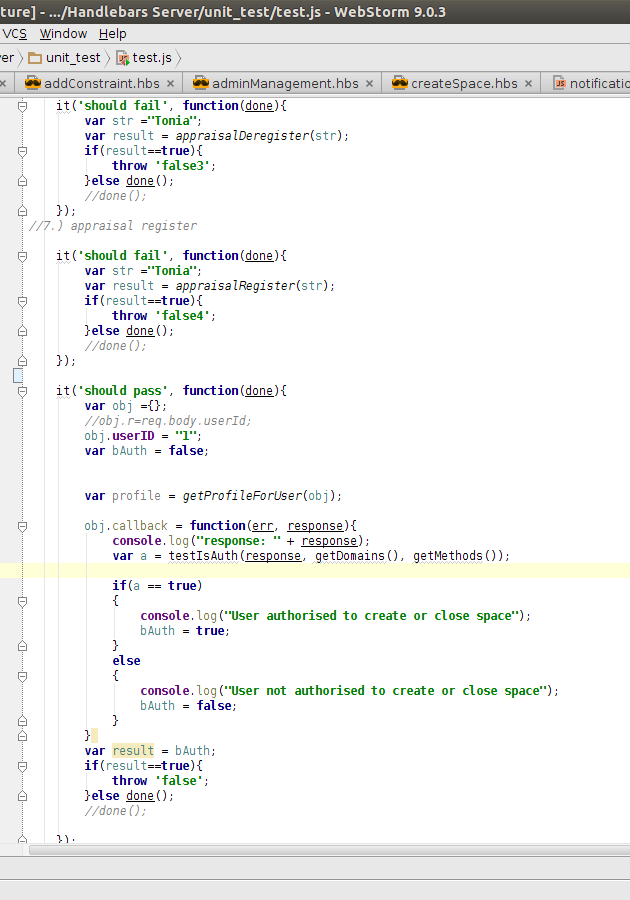 ture] - .../Handlebars Server/unit_test/test.js - WebStorm 9.0.3
VCS Window Help
ver unit_test test.js
addConstraint.hbs adminManagement.hbs createSpace.hbs notificatio
it('should fail', function(done){
var str ="Tonia";
var result = appraisalDeregister(str);
if(result==true){
throw 'false3';
}else done();
//done();
});
//7.) appraisal register
it('should fail', function(done){
var str ="Tonia";
var result = appraisalRegister(str);
if(result==true){
throw 'false4';
}else done();
//done();
});
it('should pass', function(done){
var obj ={};
//obj.r=req.body.userId;
obj.userID = "1";
var bAuth = false;
var profile = getProfileForUser(obj);
obj.callback = function(err, response){
console.log("response: " + response);
var a = testIsAuth(response, getDomains(), getMethods());
if(a == true)
{
console.log("User authorised to create or close space");
bAuth = true;
}
else
{
console.log("User not authorised to create or close space");
bAuth = false;
}
}
var result = bAuth;
if(result==true){
throw 'false';
}else done();
//done();
});